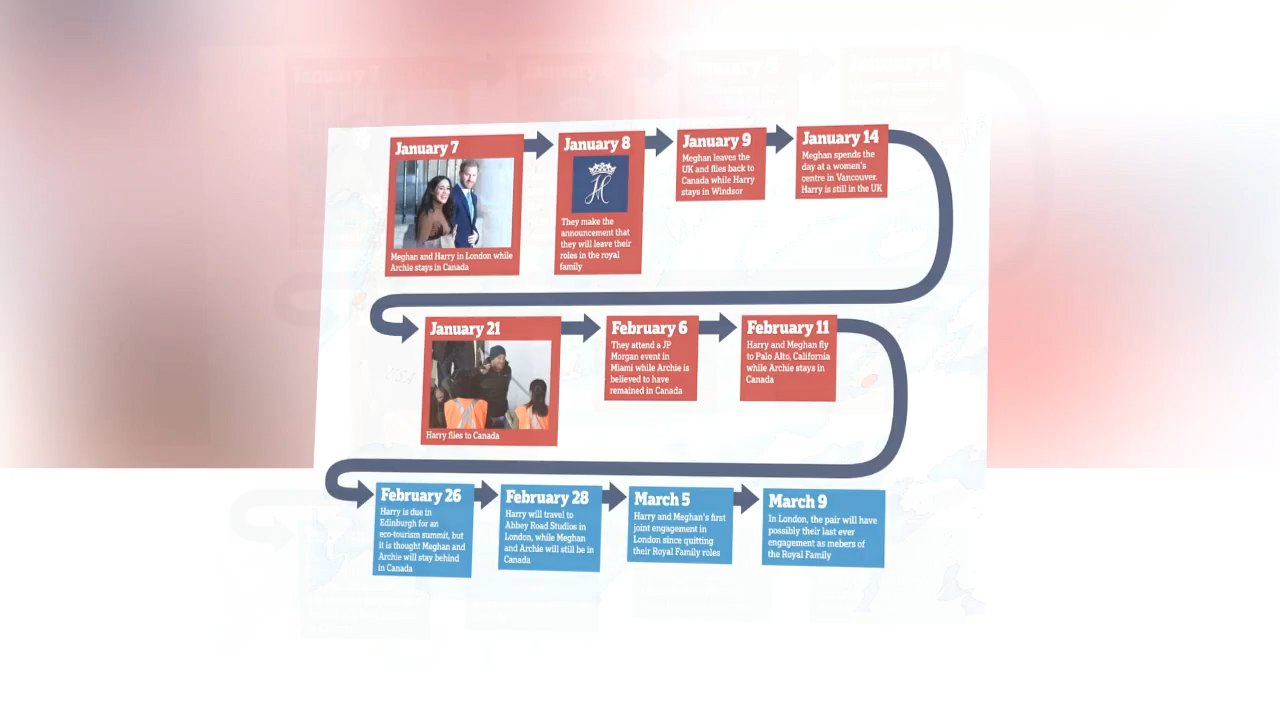 January 7
Meghan and Harry in London while
Archie stays in Canada
January 8
H
They make the
announcement that
they will leave their
roles in the royal
family
January 9
Meghan leaves the
UK and flies back to
Canada while Harry
stays in Windsor
January 14
Meghan spends the
day at a women's
centre in Vancouver.
Harry is still in the UK
January 21
Harry flies to Canada
February 6
They attend a JP
Morgan event in
Miami while Archie is
believed to have
remained in Canada
February 11
Harry and Meghan fly
to Palo Alto, California
while Archie stays in
Canada
USA
February 26
Harry is due in
Edinburgh for an
eco-tourism summit, but
it is thought Meghan and
Archie will stay behind
in Canada
February 28
Harry will travel to
Abbey Road Studios in
London, while Meghan
and Archie will still be in
Canada
March 5
Harry and Meghan's first
joint engagement in
London since quitting
their Royal Family roles
March 9
In London, the pair will have
possibly their last ever
engagement as mebers of
the Royal Family